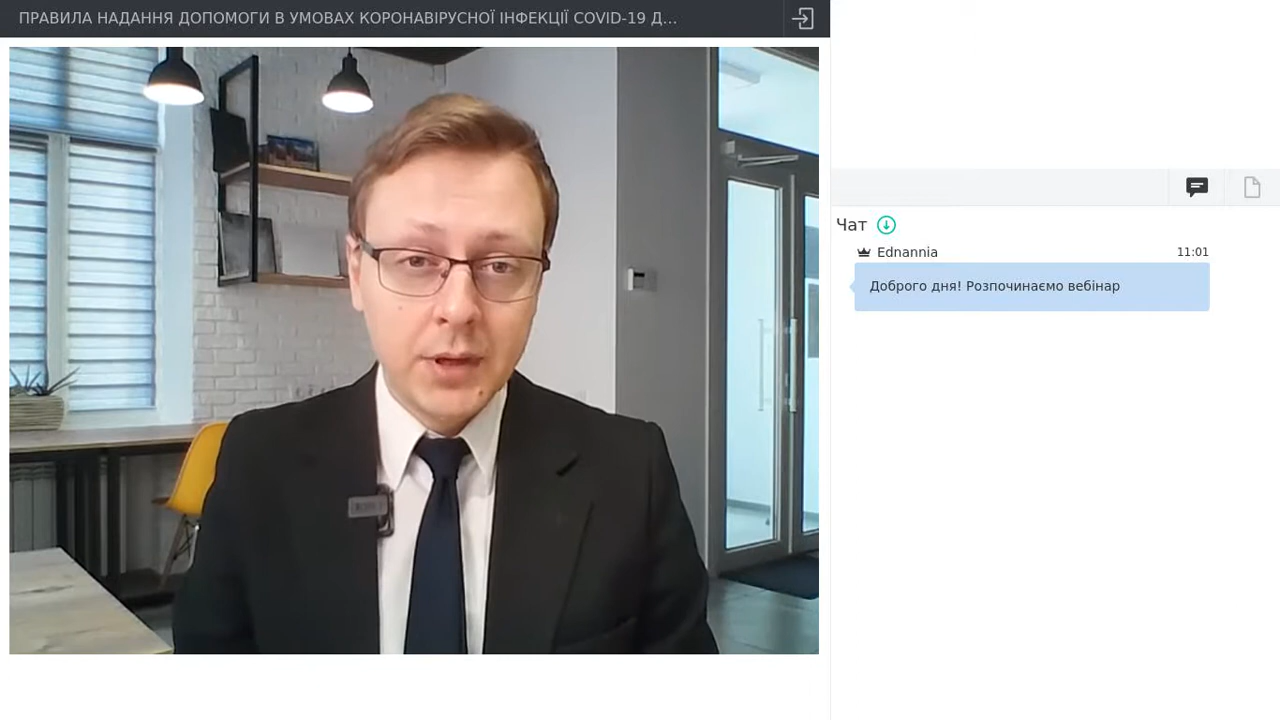 ПРАВИЛА НАДАННЯ ДОПОМОГИ В УМОВАХ КОРОНАВІРУСНОЇ ІНФЕКЦІЇ COVID-19 Д...
Чат
Ednannia 11:01
Доброго дня! Розпочинаємо вебінар